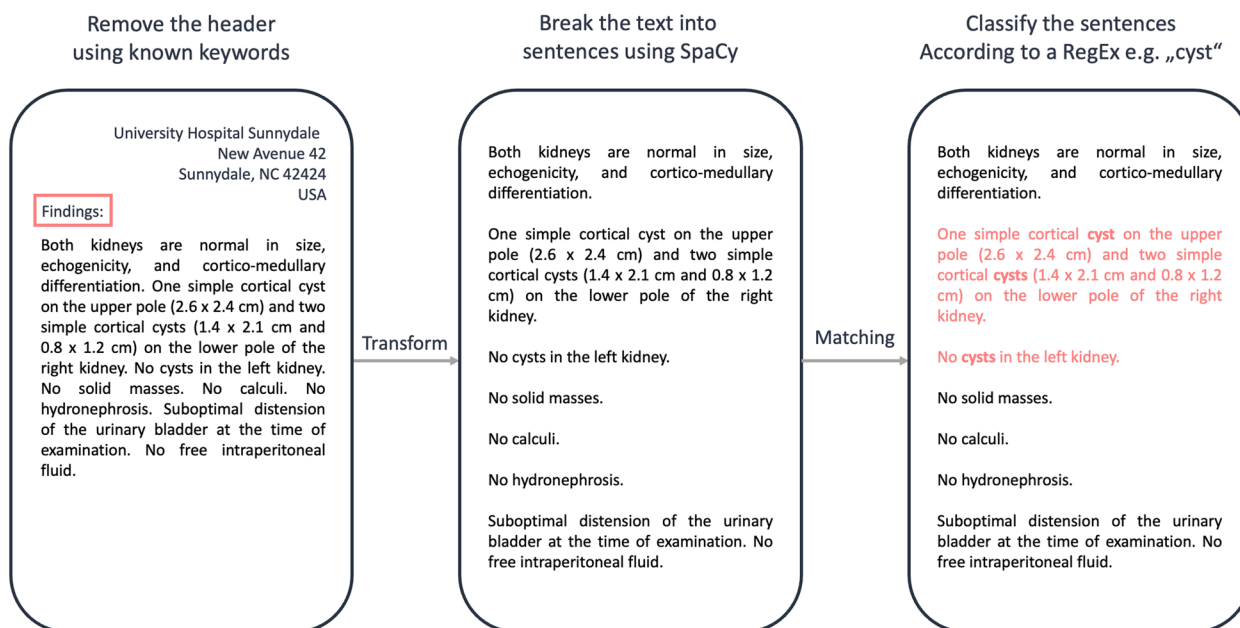 Remove the header
using known keywords
University Hospital Sunnydale
New Avenue 42
Sunnydale, NC 42424
USA
Findings:
Both kidneys are normal in size,
echogenicity, and cortico-medullary
differentiation. One simple cortical cyst
on the upper pole (2.6 x 2.4 cm) and two
simple cortical cysts (1.4 x 2.1 cm and
0.8 x 1.2 cm) on the lower pole of the
right kidney. No cysts in the left kidney.
No solid masses. No calculi. No
hydronephrosis. Suboptimal distension
of the urinary bladder at the time of
examination. No free intraperitoneal
fluid.
Transform
Break the text into
sentences using SpaCy
Both kidneys are normal in size,
echogenicity, and cortico-medullary
differentiation.
One simple cortical cyst on the upper
pole (2.6 x 2.4 cm) and two simple
cortical cysts (1.4 x 2.1 cm and 0.8 x 1.2
cm) on the lower pole of the right
kidney.
No cysts in the left kidney.
No solid masses.
No calculi.
No hydronephrosis.
Suboptimal distension of the urinary
bladder at the time of examination. No
free intraperitoneal fluid.
Matching
Classify the sentences
According to a RegEx e.g. „cyst“
Both kidneys are normal in size,
echogenicity, and cortico-medullary
differentiation.
One simple cortical cyst on the upper
pole (2.6 x 2.4 cm) and two simple
cortical cysts (1.4 x 2.1 cm and 0.8 x 1.2
cm) on the lower pole of the right
kidney.
No cysts in the left kidney.
No solid masses.
No calculi.
No hydronephrosis.
Suboptimal distension of the urinary
bladder at the time of examination. No
free intraperitoneal fluid.